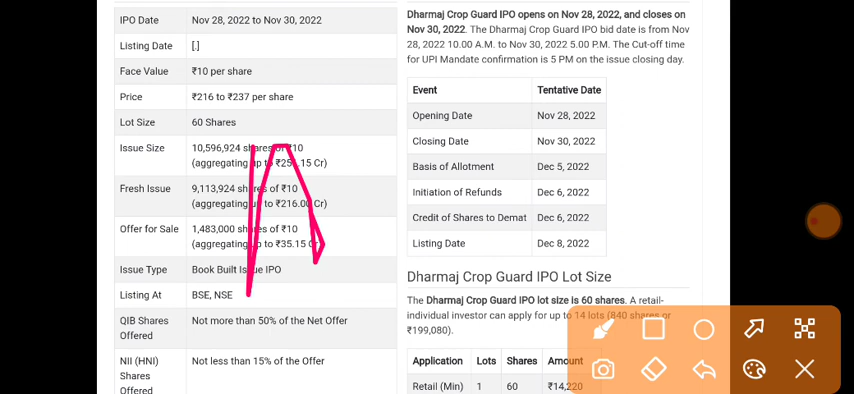 IPO Date Nov 28, 2022 to Nov 30, 2022
Listing Date [.]
Face Value ₹10 per share
Price ₹216 to ₹237 per share
Lot Size 60 Shares
Issue Size 10,596,924 shares of ₹10
(aggregating up to ₹251.15 Cr)
Fresh Issue 9,113,924 shares of ₹10
(aggregating up to ₹216.00 Cr)
Offer for Sale 1,483,000 shares of ₹10
(aggregating up to ₹35.15 Cr)
Issue Type Book Built Issue IPO
Listing At BSE, NSE
QIB Shares Not more than 50% of the Net Offer
Offered
NII (HNI) Not less than 15% of the Offer
Shares
Offered
Dharmaj Crop Guard IPO opens on Nov 28, 2022, and closes on
Nov 30, 2022. The Dharmaj Crop Guard IPO bid date is from Nov
28, 2022 10.00 A.M. to Nov 30, 2022 5.00 P.M. The Cut-off time
for UPI Mandate confirmation is 5 PM on the issue closing day.
Event Tentative Date
Opening Date Nov 28, 2022
Closing Date Nov 30, 2022
Basis of Allotment Dec 5, 2022
Initiation of Refunds Dec 6, 2022
Credit of Shares to Demat Dec 6, 2022
Listing Date Dec 8, 2022
Dharmaj Crop Guard IPO Lot Size
The Dharmaj Crop Guard IPO lot size is 60 shares. A retail-
individual investor can apply for up to 14 lots (840 shares or
₹199,080).
Application Lots Shares Amount
Retail (Min) 1 60 ₹14,220